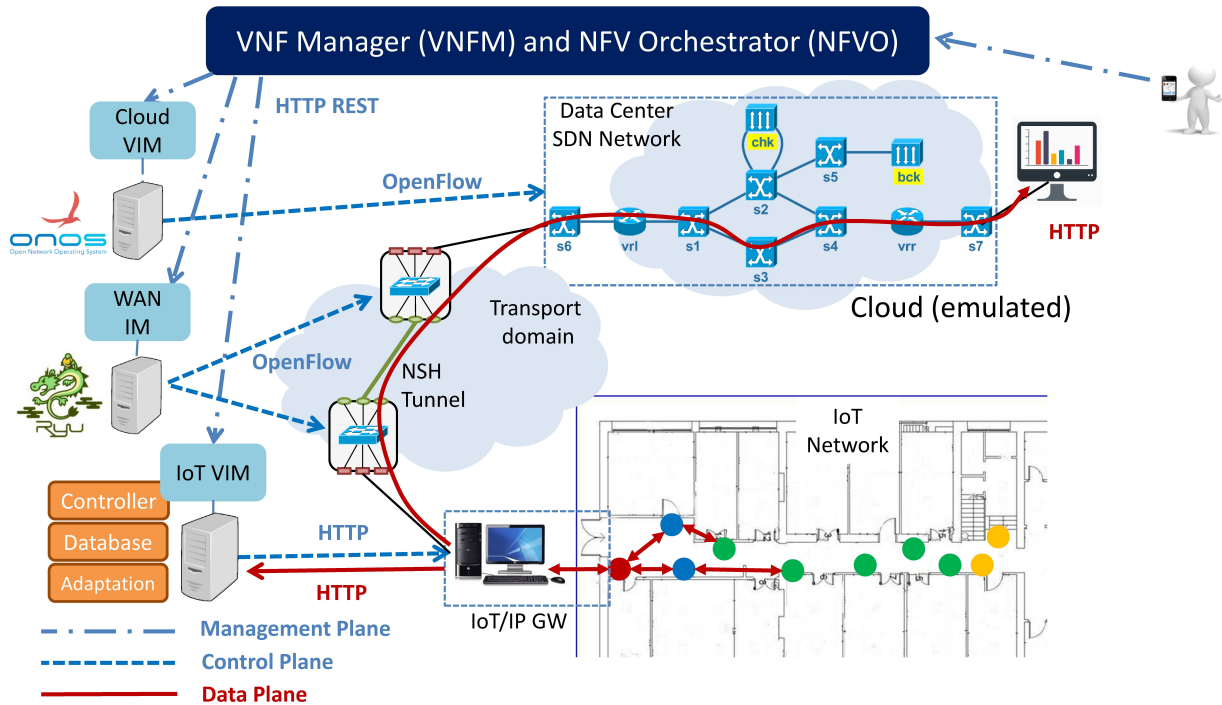 VNF Manager (VNFM) and NFV Orchestrator (NFVO)
HTTP REST
Cloud
VIM
Data Center
SDN Network
chk
s5
bck
OpenFlow
s2
s6
vrl
s1
s4
vrr
s7
s3
HTTP
onos
Open Network Operating System
WAN
IM
Transport
domain
Cloud (emulated)
OpenFlow
NSH
Tunnel
RYU
IoT
Network
IoT VIM
Controller
Database
Adaptation
HTTP
HTTP
IoT/IP GW
Management Plane
Control Plane
Data Plane